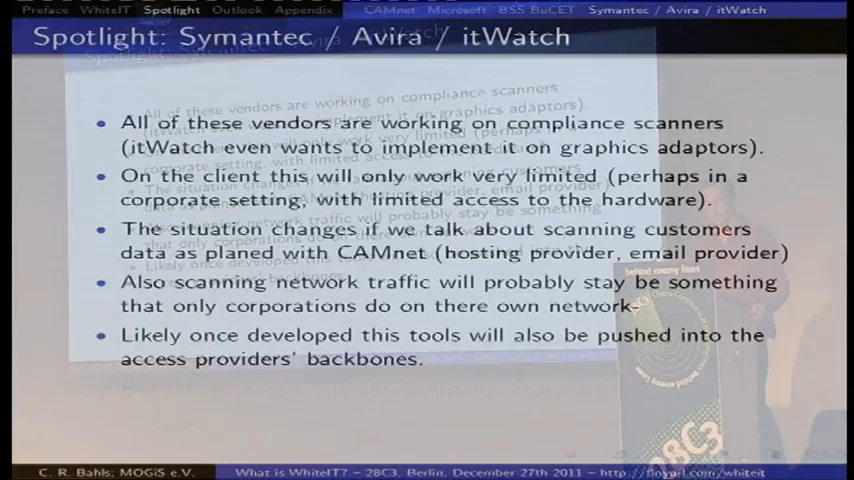 Preface WhiteIT Spotlight Outlook Appendix CAMnet Microsoft BSS BuCET Symantec / Avira / itWatch
Spotlight: Symantec / Avira / itWatch
All of these vendors are working on compliance scanners
(itWatch even wants to implement it on graphics adaptors).
On the client this will only work very limited (perhaps in a
corporate setting, with limited access to the hardware).
The situation changes if we talk about scanning customers
data as planed with CAMnet (hosting provider, email provider)
Also scanning network traffic will probably stay be something
that only corporations do on there own network.
Likely once developed this tools will also be pushed into the
access providers' backbones.
behind enemy lines
28C3
C. R. Bahls; MOGiS e.V. What is WhiteIT? – 28C3, Berlin, December 27th 2011 – http://tinyurl.com/whiteit